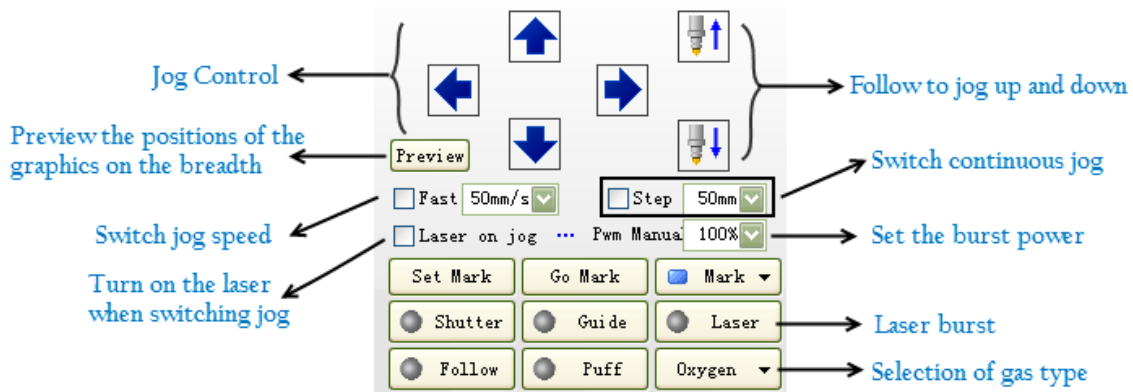 Jog Control
Follow to jog up and down
Preview the positions of the
graphics on the breadth
Preview
Switch continuous jog
Fast 50mm/s
Step 50mm
Switch jog speed
Laser on jog ... Pwm Manual 100%
Set the burst power
Turn on the laser
when switching jog
Set Mark
Go Mark
Mark
Shutter
Guide
Laser
Laser burst
Follow
Puff
Oxygen
Selection of gas type